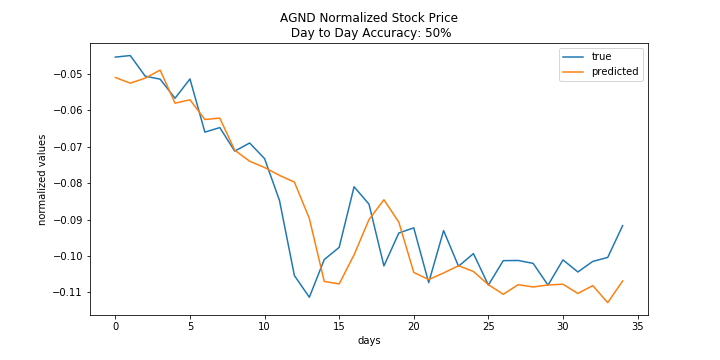 AGND Normalized Stock Price
Day to Day Accuracy: 50%
true
predicted
normalized values
−0.05
−0.06
−0.07
−0.08
−0.09
−0.10
−0.11
0 5 10 15 20 25 30 35
days